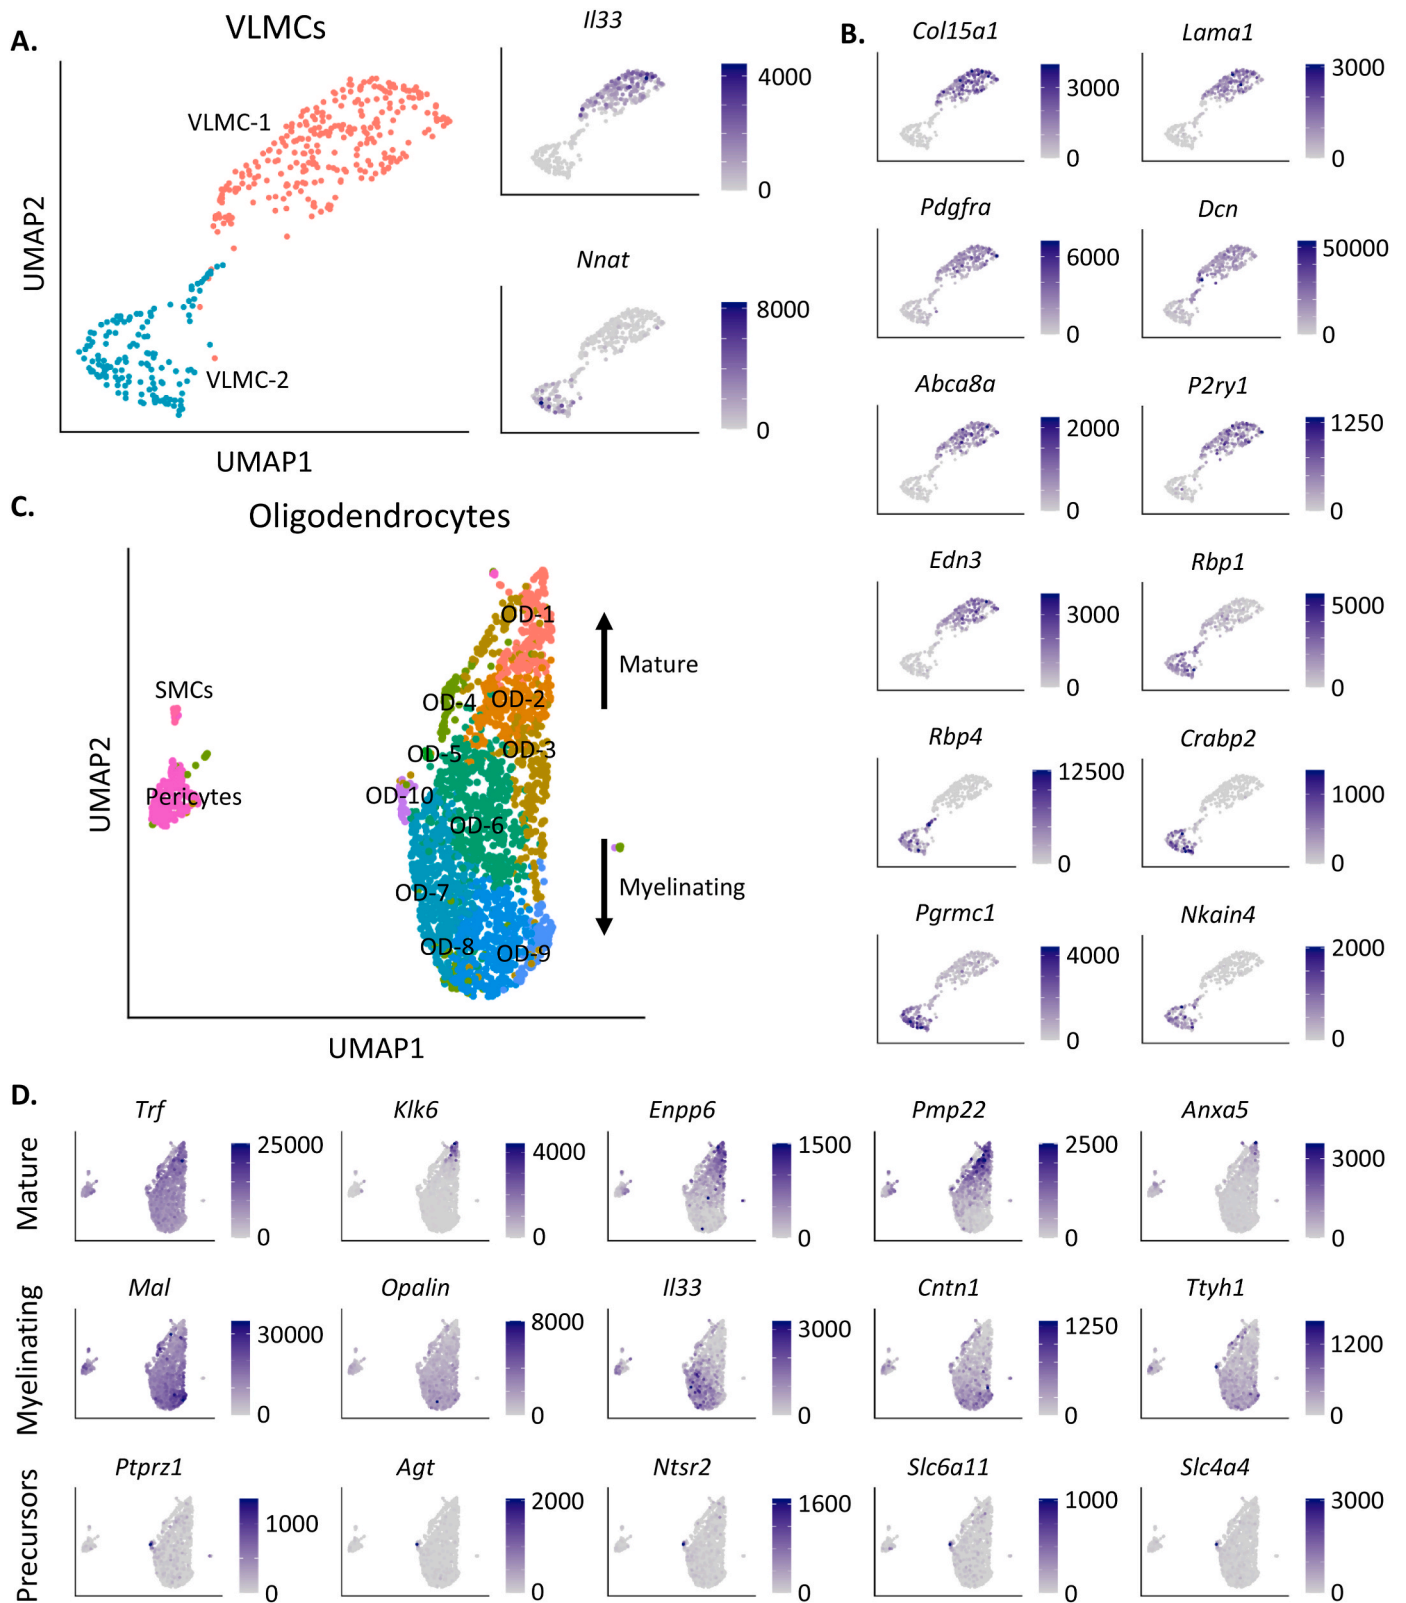 A.
VLMCs
VLMC-1
VLMC-2
UMAP2
UMAP1
Il33
4000
0
Nnat
8000
0
B.
Col15a1
3000
0
Lama1
3000
0
Pdgfra
6000
0
Dcn
50000
0
Abca8a
2000
0
P2ry1
1250
0
Edn3
3000
0
Rbp1
5000
0
Rbp4
12500
0
Crabp2
1000
0
Pgrmc1
4000
0
Nkain4
2000
0
C.
Oligodendrocytes
OD-1
Mature
SMCs
OD-4
OD-2
OD-5
OD-3
Pericytes
OD-10
OD-6
OD-7
Myelinating
OD-8
OD-9
UMAP2
UMAP1
D.
Mature
Trf
25000
0
Klk6
4000
0
Enpp6
1500
0
Pmp22
2500
0
Anxa5
3000
0
Myelinating
Mal
30000
0
Opalin
8000
0
Il33
3000
0
Cntn1
1250
0
Ttyh1
1200
0
Precursors
Ptprz1
1000
0
Agt
2000
0
Ntsr2
1600
0
Slc6a11
1000
0
Slc4a4
3000
0